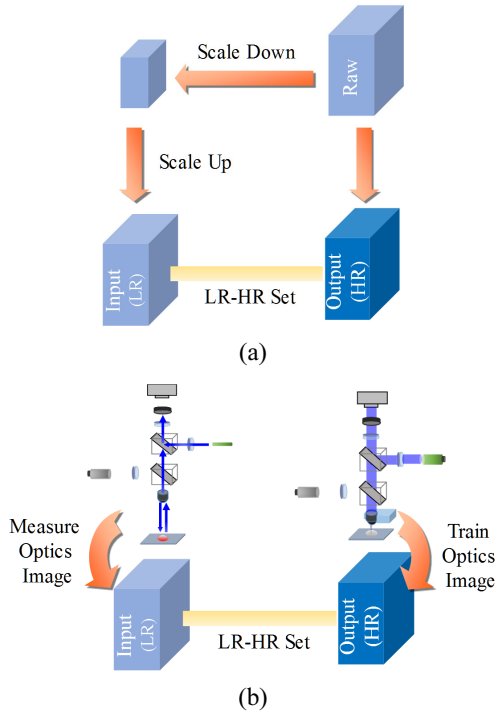 Scale Down
Raw
Scale Up
Input
(LR)
LR-HR Set
Output
(HR)
(a)
Measure
Optics
Image
Train
Optics
Image
Input
(LR)
LR-HR Set
Output
(HR)
(b)